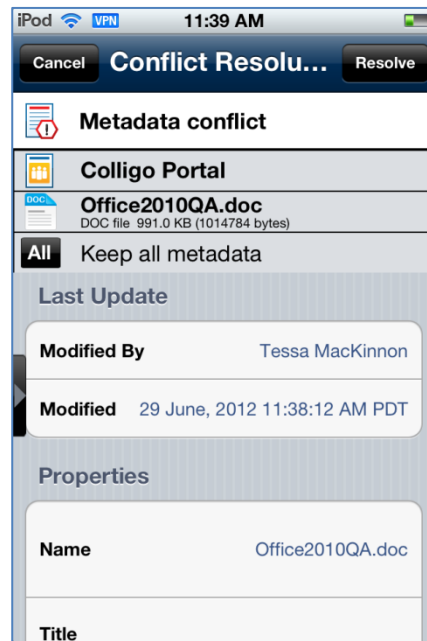 iPod VPN 11:39 AM
Cancel Conflict Resolu... Resolve
Metadata conflict
Colligo Portal
DOC Office2010QA.doc
DOC file 991.0 KB (1014784 bytes)
All Keep all metadata
Last Update
Modified By Tessa MacKinnon
Modified 29 June, 2012 11:38:12 AM PDT
Properties
Name Office2010QA.doc
Title